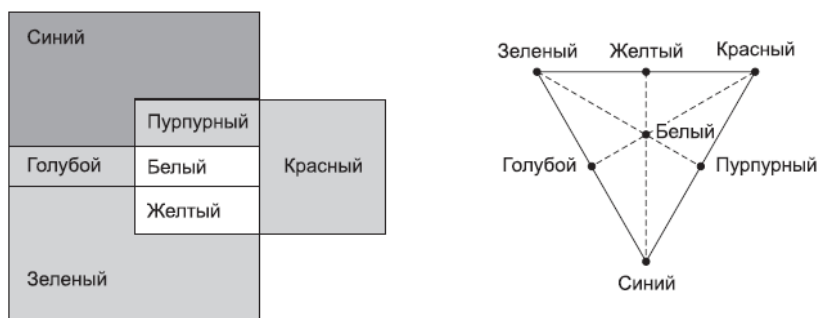 Синий
Пурпурный
Голубой
Белый
Красный
Желтый
Зеленый
Зеленый
Желтый
Красный
Белый
Голубой
Пурпурный
Синий